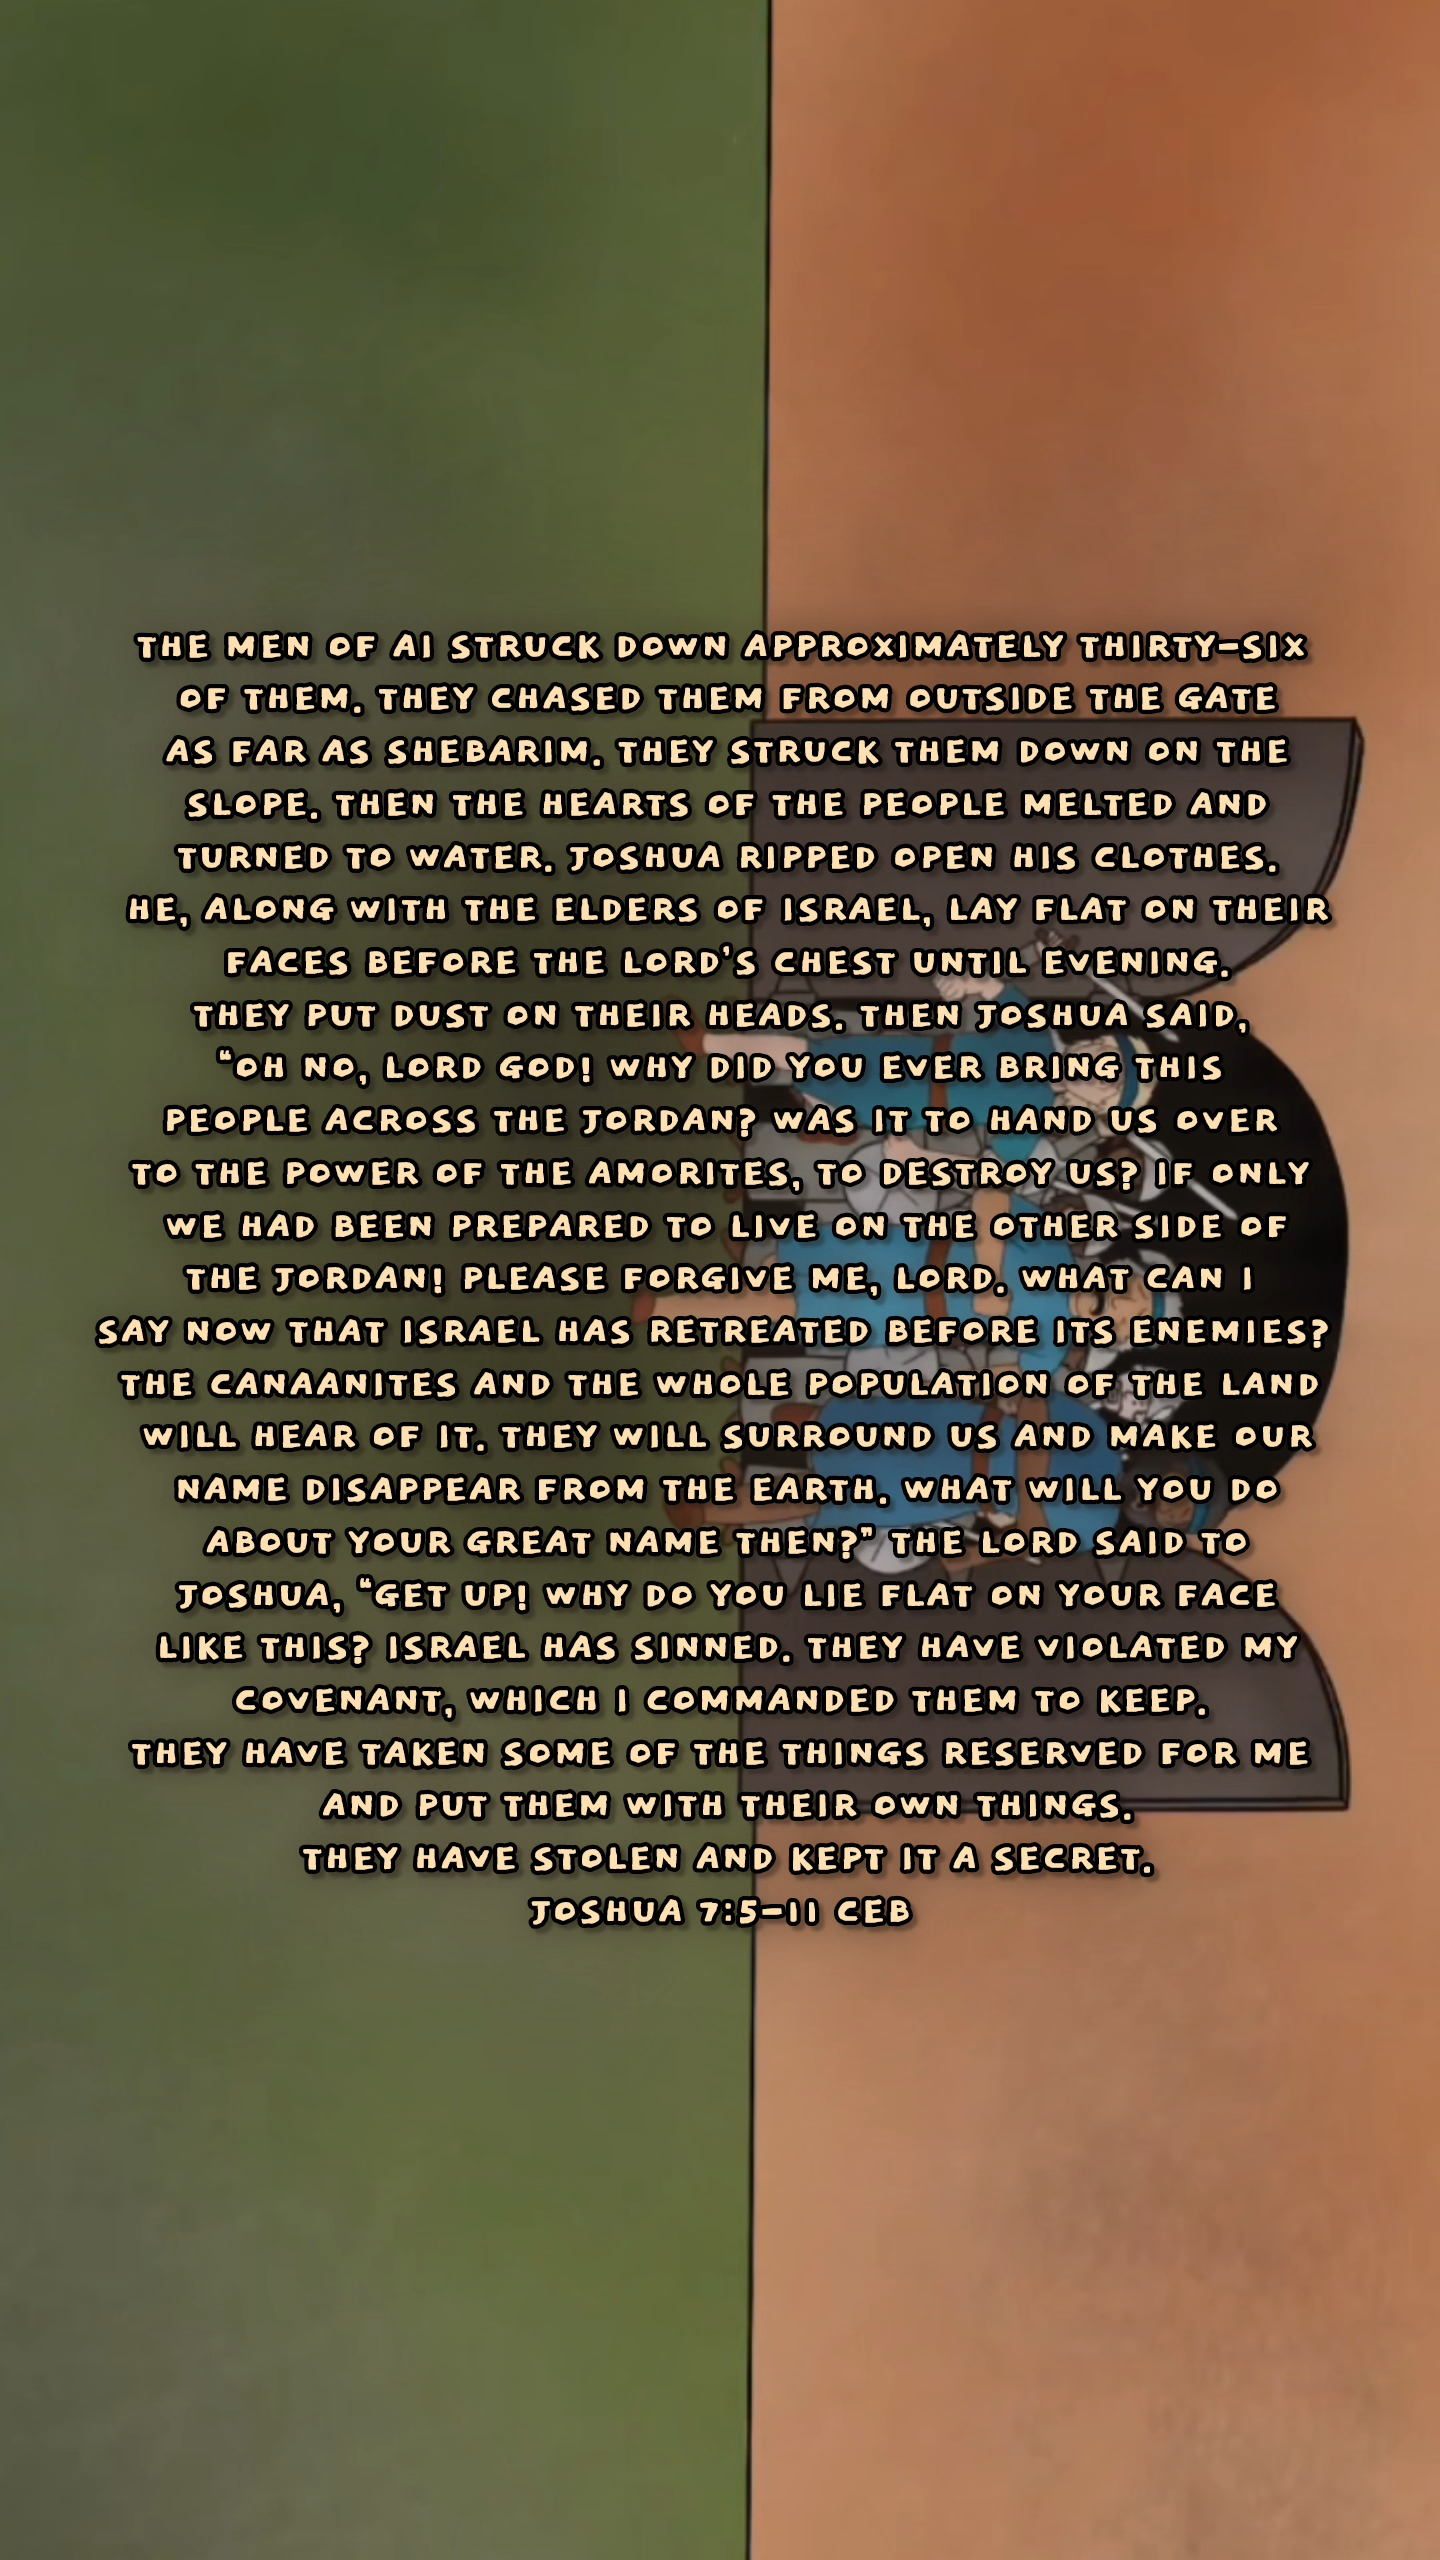 THE MEN OF AI STRUCK DOWN APPROXIMATELY THIRTY-SIX
OF THEM. THEY CHASED THEM FROM OUTSIDE THE GATE
AS FAR AS SHEBARIM. THEY STRUCK THEM DOWN ON THE
SLOPE. THEN THE HEARTS OF THE PEOPLE MELTED AND
TURNED TO WATER. JOSHUA RIPPED OPEN HIS CLOTHES.
HE, ALONG WITH THE ELDERS OF ISRAEL, LAY FLAT ON THEIR
FACES BEFORE THE LORD'S CHEST UNTIL EVENING.
THEY PUT DUST ON THEIR HEADS. THEN JOSHUA SAID,
“OH NO, LORD GOD! WHY DID YOU EVER BRING THIS
PEOPLE ACROSS THE JORDAN? WAS IT TO HAND US OVER
TO THE POWER OF THE AMORITES, TO DESTROY US? IF ONLY
WE HAD BEEN PREPARED TO LIVE ON THE OTHER SIDE OF
THE JORDAN! PLEASE FORGIVE ME, LORD. WHAT CAN I
SAY NOW THAT ISRAEL HAS RETREATED BEFORE ITS ENEMIES?
THE CANAANITES AND THE WHOLE POPULATION OF THE LAND
WILL HEAR OF IT. THEY WILL SURROUND US AND MAKE OUR
NAME DISAPPEAR FROM THE EARTH. WHAT WILL YOU DO
ABOUT YOUR GREAT NAME THEN?” THE LORD SAID TO
JOSHUA, “GET UP! WHY DO YOU LIE FLAT ON YOUR FACE
LIKE THIS? ISRAEL HAS SINNED. THEY HAVE VIOLATED MY
COVENANT, WHICH I COMMANDED THEM TO KEEP.
THEY HAVE TAKEN SOME OF THE THINGS RESERVED FOR ME
AND PUT THEM WITH THEIR OWN THINGS.
THEY HAVE STOLEN AND KEPT IT A SECRET.
JOSHUA 7:5-11 CEB